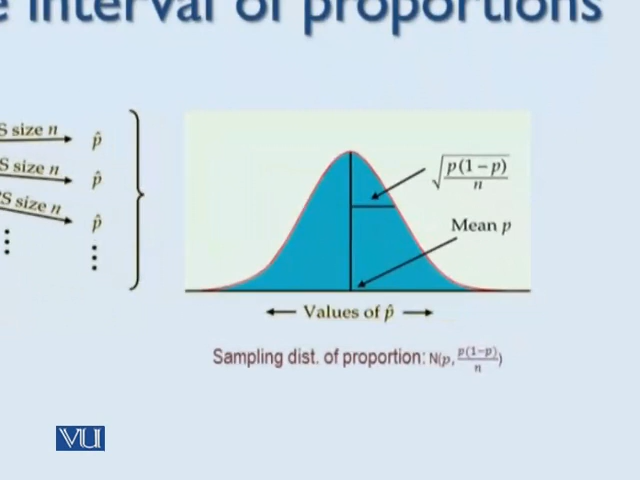 interval of proportions
S size n → p̂
S size n → p̂
S size n → p̂
⋮ ⋮
√(p(1 − p)/n)
Mean p
← Values of p̂ →
Sampling dist. of proportion: N(p, p(1−p)/n)
VU